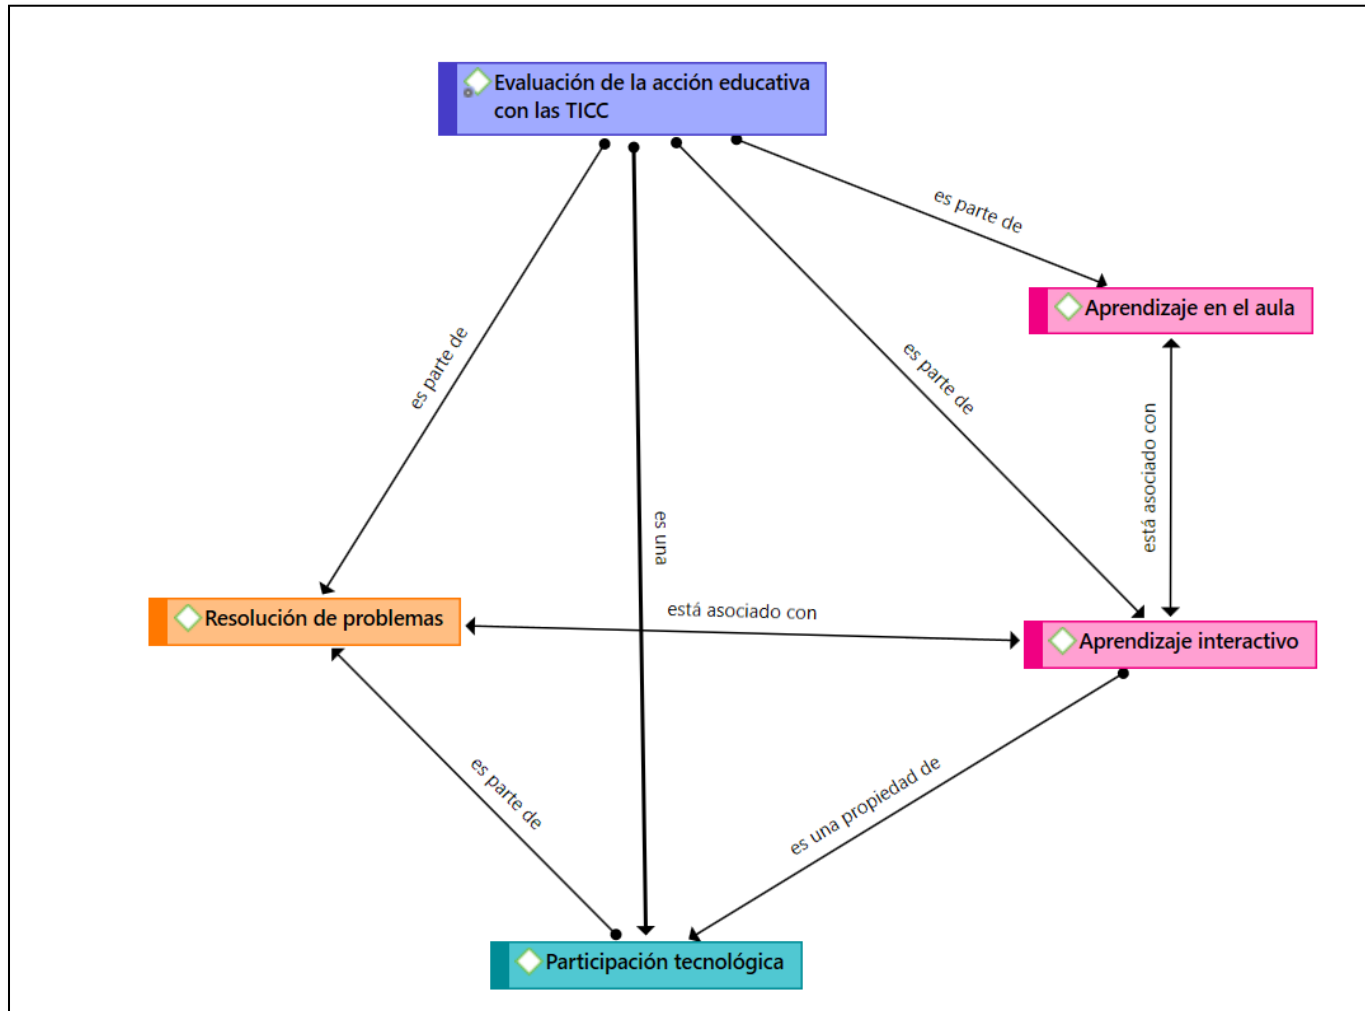 Evaluación de la acción educativa
con las TICC
es parte de
Aprendizaje en el aula
es parte de
es parte de
está asociado con
es una
Resolución de problemas
está asociado con
Aprendizaje interactivo
es parte de
es una propiedad de
Participación tecnológica